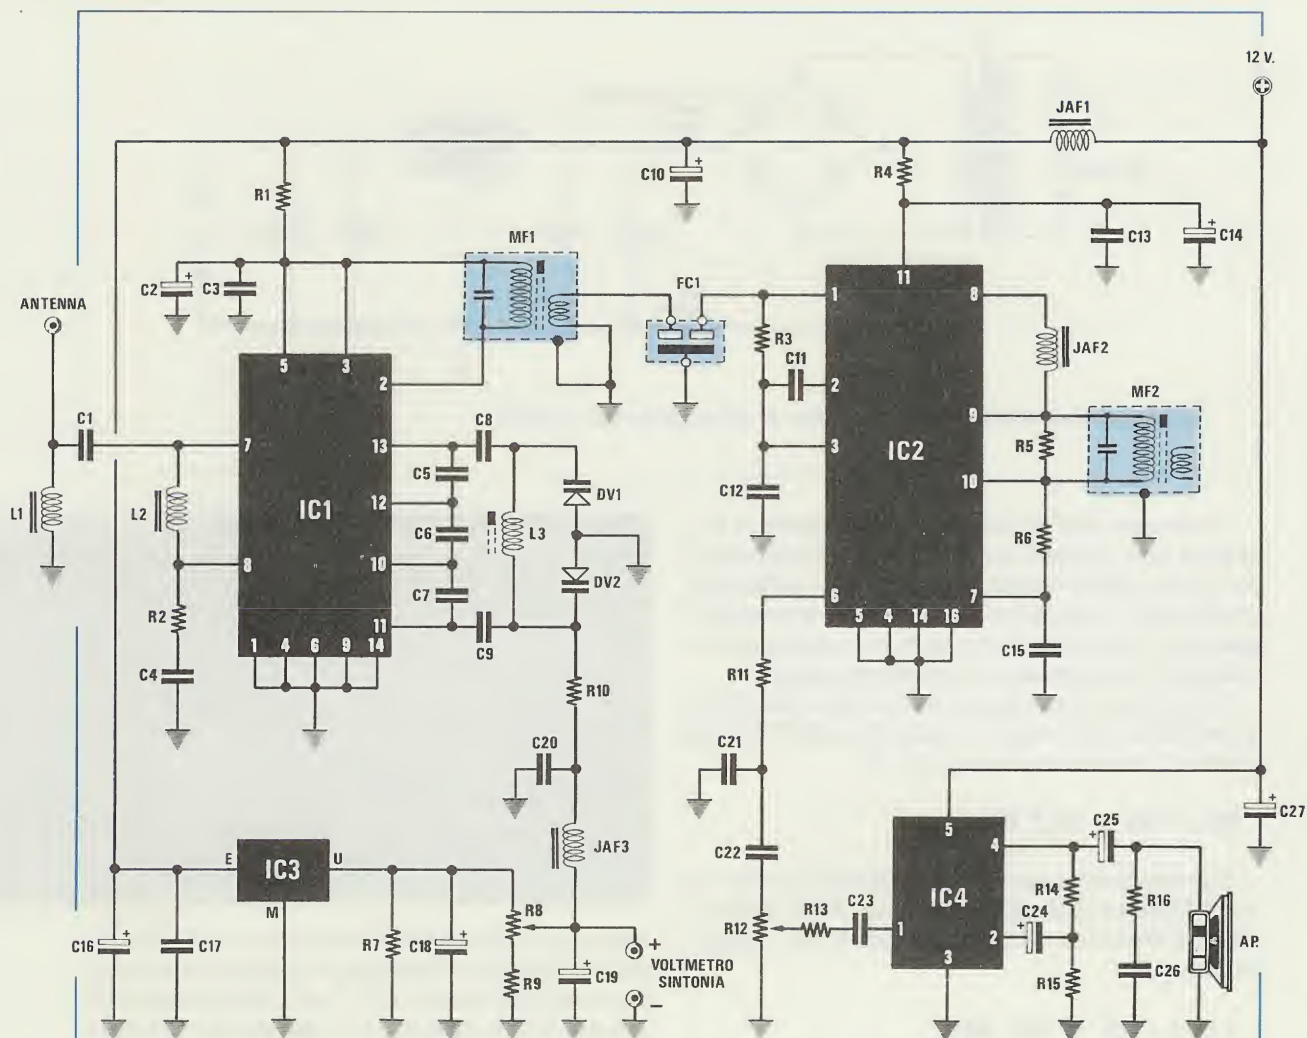 12 V.
JAF1
R4
C10
R1
C13
C14
MF1
FC1
C2
C3
ANTENNA
5
3
2
1
11
8
R3
C11
2
JAF2
MF2
C1
7
13
C8
C5
12
DV1
3
IC2
9
R5
10
L1
L2
IC1
C6
L3
C12
8
10
C7
DV2
R6
R2
11
C9
6
7
1
4
6
9
14
5
4
14
16
C4
R10
R11
C15
C20
C21
C27
5
C25
JAF3
C22
4
E
IC3
U
IC4
R14
R16
M
R8
R12
R13
C23
1
C24
2
AP.
C16
C17
R7
C18
R9
C19
+
VOLTMETRO
SINTONIA
−
3
R15
C26